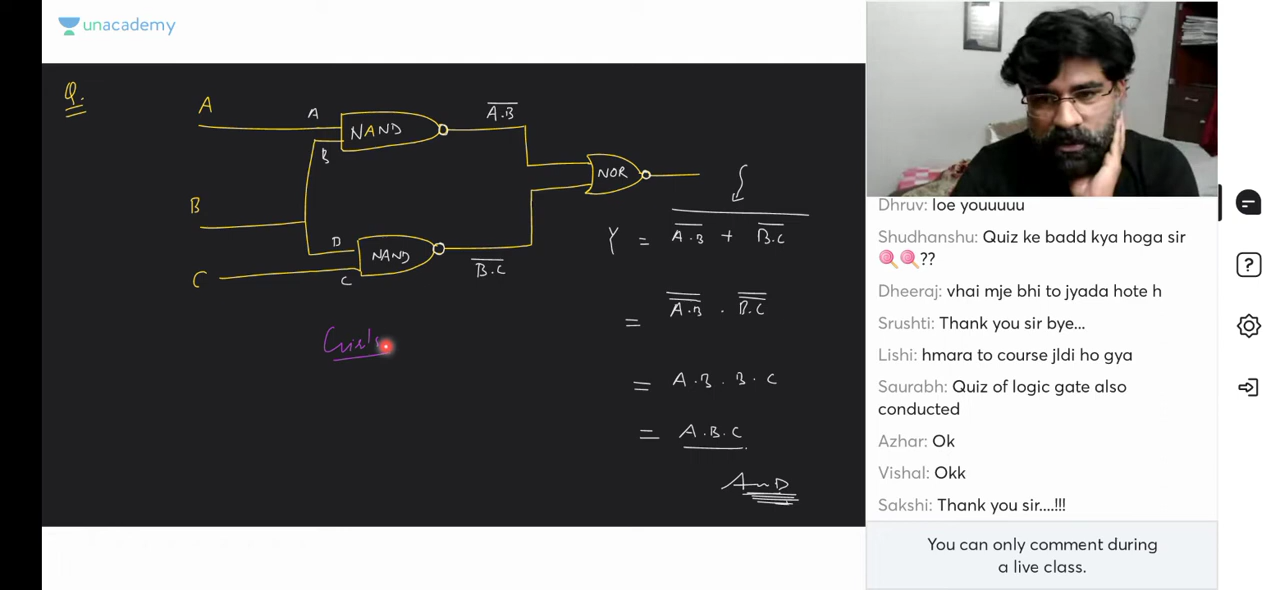 unacademy
Q.
A
A
NAND
B
A̅.̅B̅
NOR
B
B
NAND
C
C
B̅.̅C̅
Y = A̅.̅B̅ + B̅.̅C̅
= A̿.̿B̿ . B̿.̿C̿
= A.B.B.C
= A.B.C
AnD
Dhruv: loe youuuuu
Shudhanshu: Quiz ke badd kya hoga sir
🍭🍭??
Dheeraj: vhai mje bhi to jyada hote h
Srushti: Thank you sir bye...
Lishi: hmara to course jldi ho gya
Saurabh: Quiz of logic gate also
conducted
Azhar: Ok
Vishal: Okk
Sakshi: Thank you sir....!!!
You can only comment during
a live class.
?